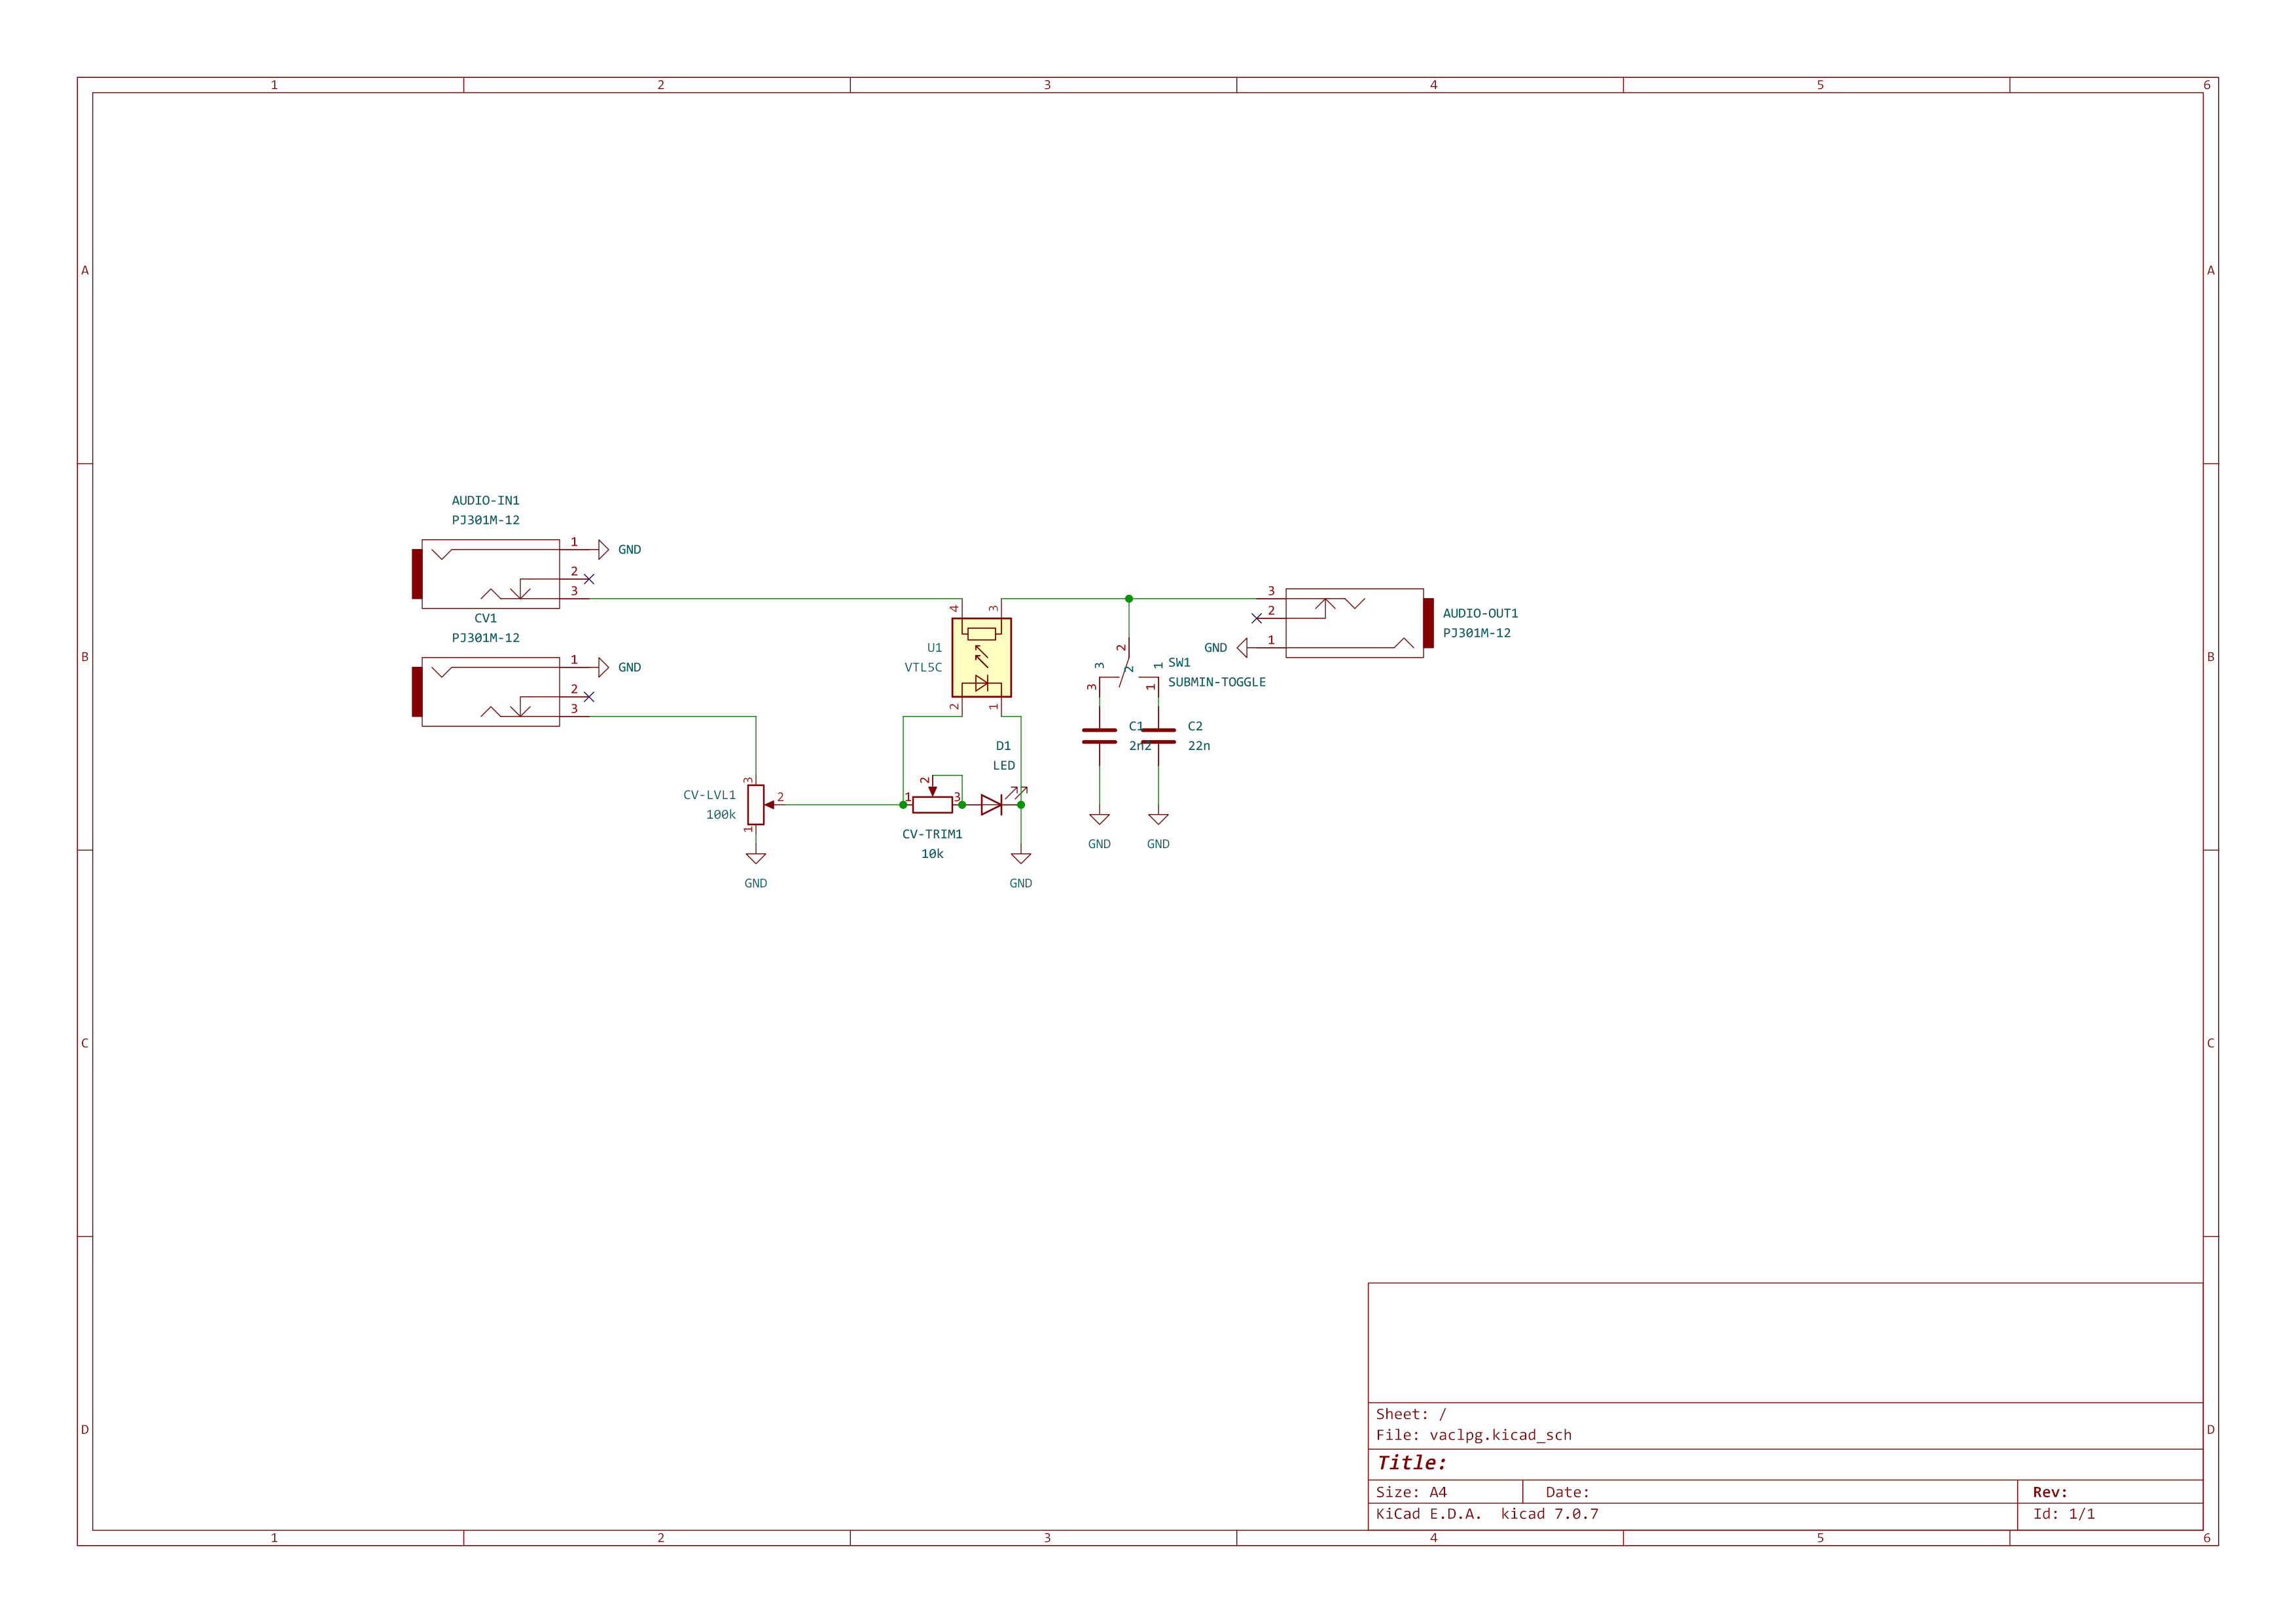 1 2 3 4 5 6
A A
AUDIO-IN1
PJ301M-12
1 GND
2
3
CV1
PJ301M-12
1 GND
2
3
4 3
U1
VTL5C
2 1
3
2
1
AUDIO-OUT1
PJ301M-12
GND
B B
2
3 2 1
SW1
SUBMIN-TOGGLE
3 1
C1
2n2
C2
22n
D1
LED
3
CV-LVL1
100k
2
1
GND
2
1 3
CV-TRIM1
10k
GND
GND
GND
C C
D D
Sheet: /
File: vaclpg.kicad_sch
Title:
Size: A4 Date: Rev:
KiCad E.D.A. kicad 7.0.7 Id: 1/1
1 2 3 4 5 6